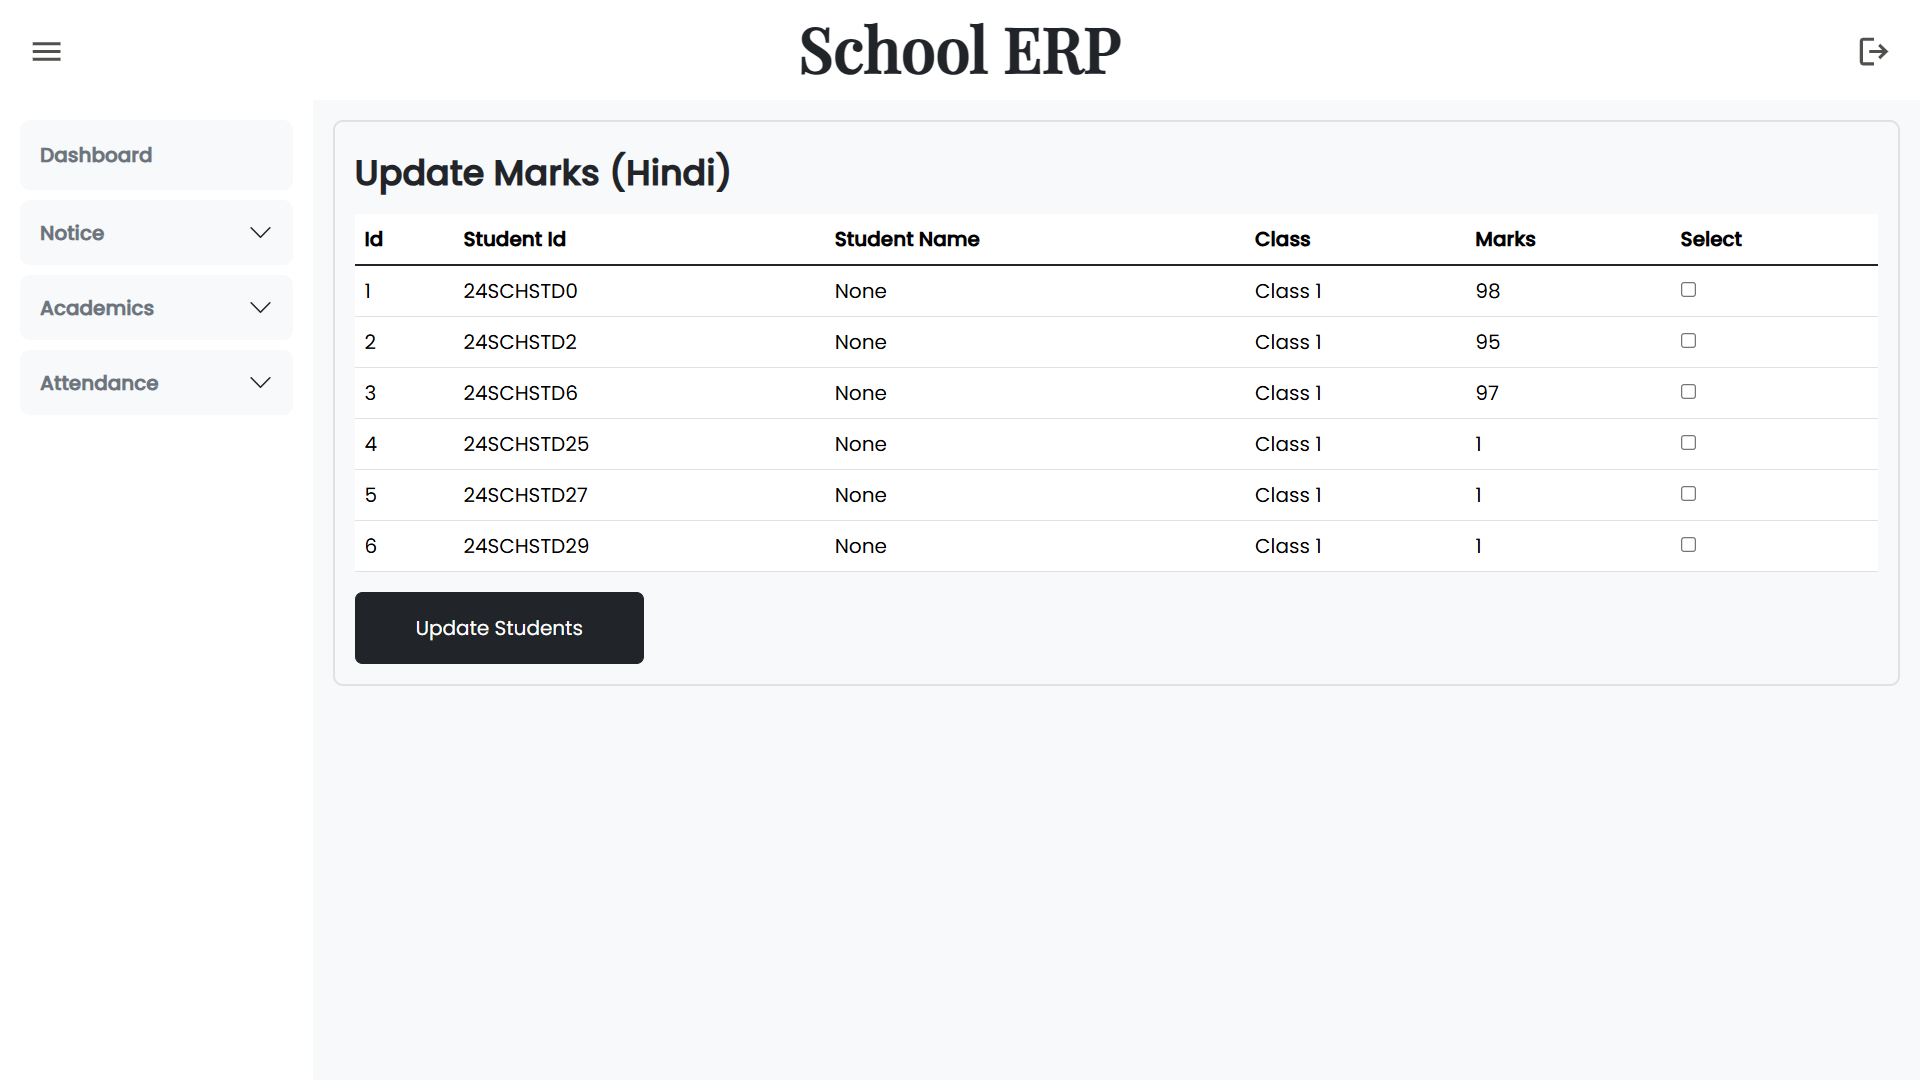 School ERP
Dashboard
Notice
Academics
Attendance
Update Marks (Hindi)
Id Student Id Student Name Class Marks Select
1 24SCHSTD0 None Class 1 98
2 24SCHSTD2 None Class 1 95
3 24SCHSTD6 None Class 1 97
4 24SCHSTD25 None Class 1 1
5 24SCHSTD27 None Class 1 1
6 24SCHSTD29 None Class 1 1
Update Students